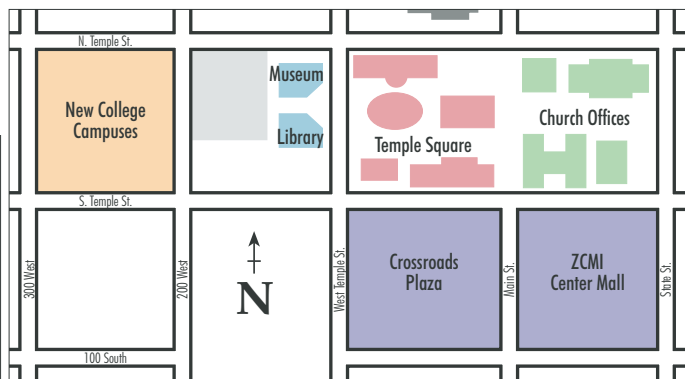 N. Temple St.
New College
Campuses
Museum
Library
Temple Square
Church Offices
S. Temple St.
300 West
200 West
N
West Temple St.
Crossroads
Plaza
Main St.
ZCMI
Center Mall
State St.
100 South